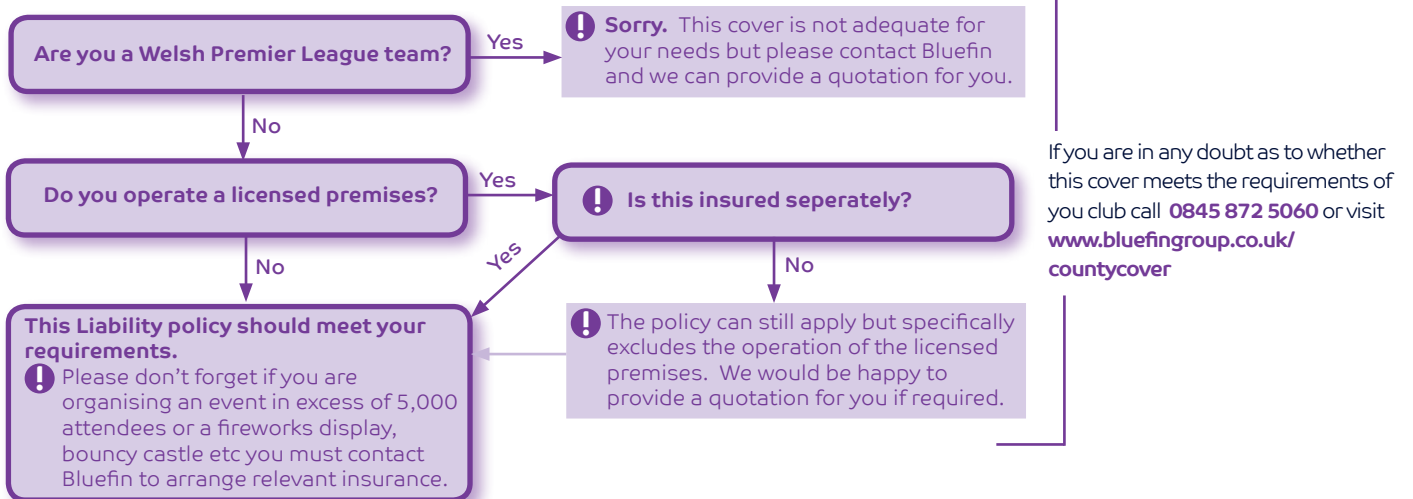 Are you a Welsh Premier League team?
Yes
Sorry. This cover is not adequate for
your needs but please contact Bluefin
and we can provide a quotation for you.
No
Do you operate a licensed premises?
Yes
Is this insured seperately?
No
Yes
No
This Liability policy should meet your
requirements.
Please don't forget if you are
organising an event in excess of 5,000
attendees or a fireworks display,
bouncy castle etc you must contact
Bluefin to arrange relevant insurance.
The policy can still apply but specifically
excludes the operation of the licensed
premises. We would be happy to
provide a quotation for you if required.
If you are in any doubt as to whether
this cover meets the requirements of
you club call 0845 872 5060 or visit
www.bluefingroup.co.uk/
countycover